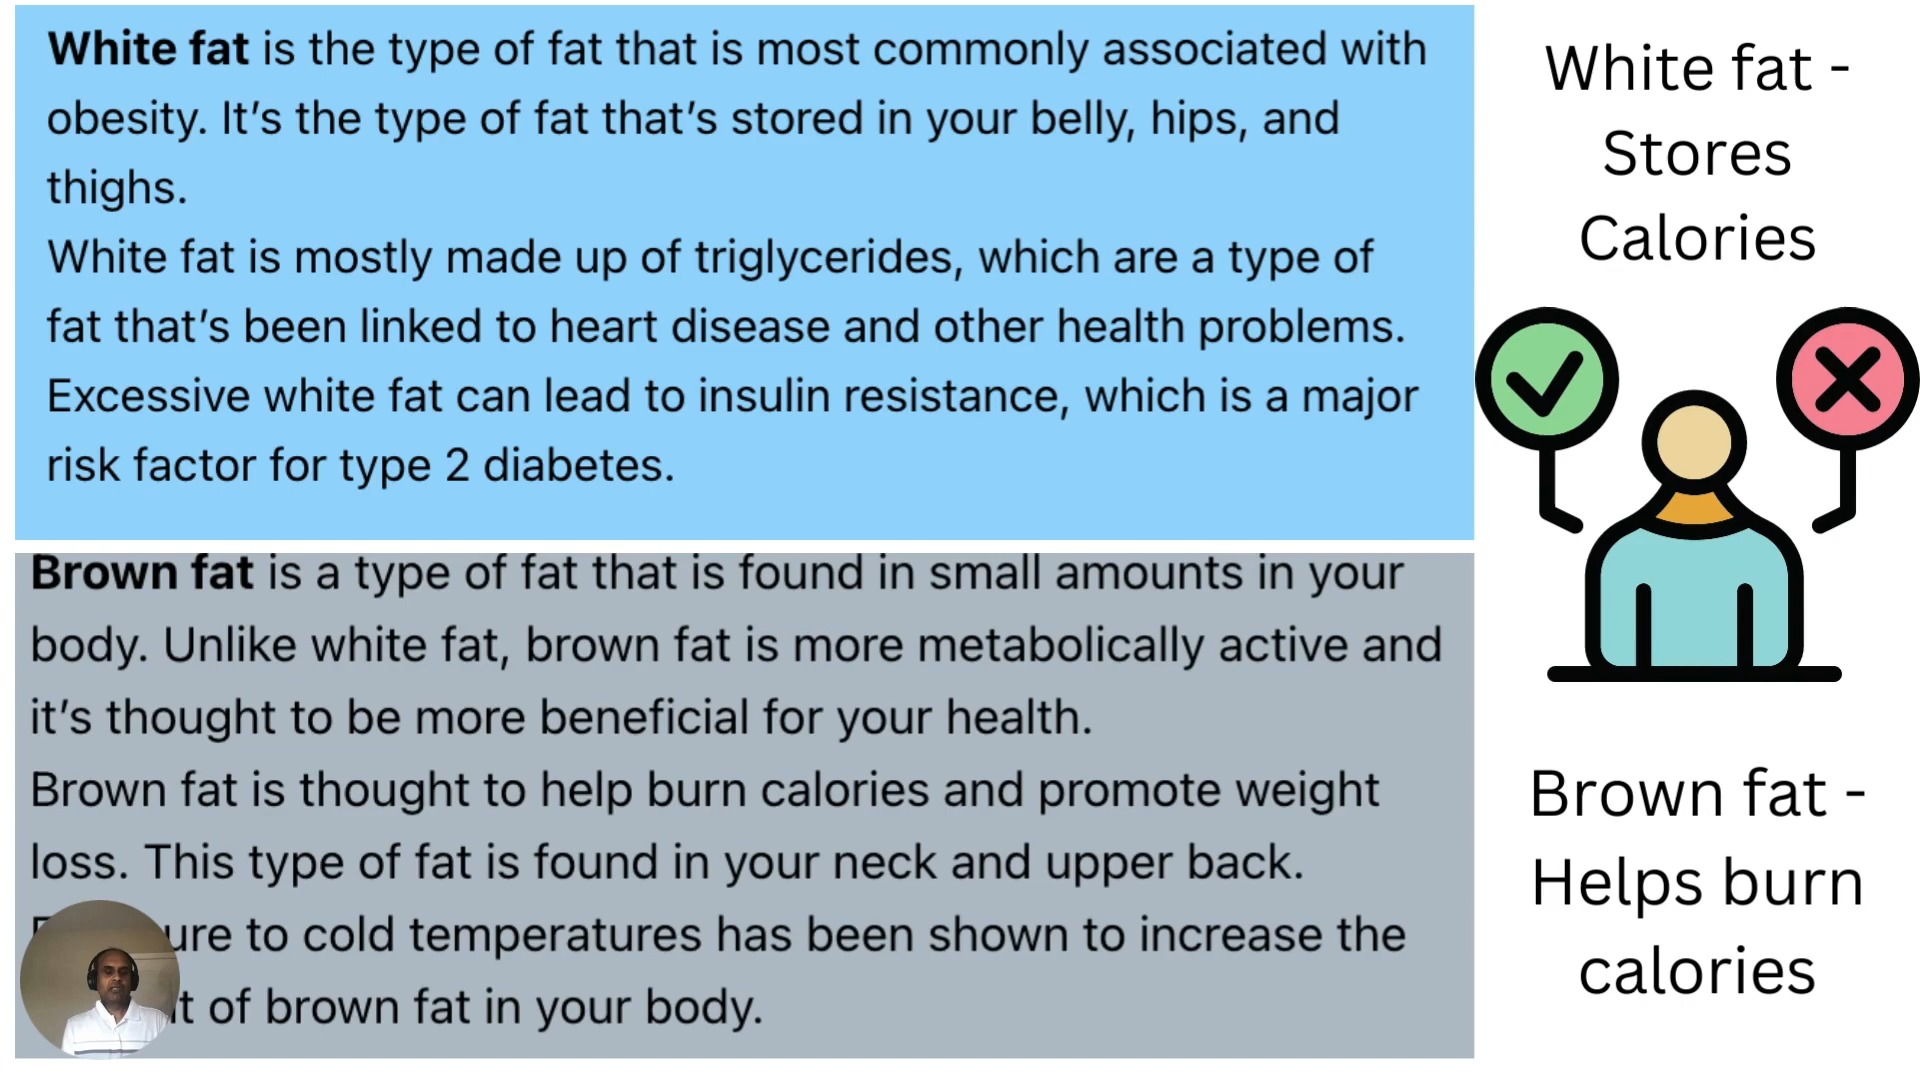 White fat is the type of fat that is most commonly associated with
obesity. It’s the type of fat that’s stored in your belly, hips, and
thighs.
White fat is mostly made up of triglycerides, which are a type of
fat that’s been linked to heart disease and other health problems.
Excessive white fat can lead to insulin resistance, which is a major
risk factor for type 2 diabetes.
Brown fat is a type of fat that is found in small amounts in your
body. Unlike white fat, brown fat is more metabolically active and
it’s thought to be more beneficial for your health.
Brown fat is thought to help burn calories and promote weight
loss. This type of fat is found in your neck and upper back.
to cold temperatures has been shown to increase the
of brown fat in your body.
White fat -
Stores
Calories
Brown fat -
Helps burn
calories